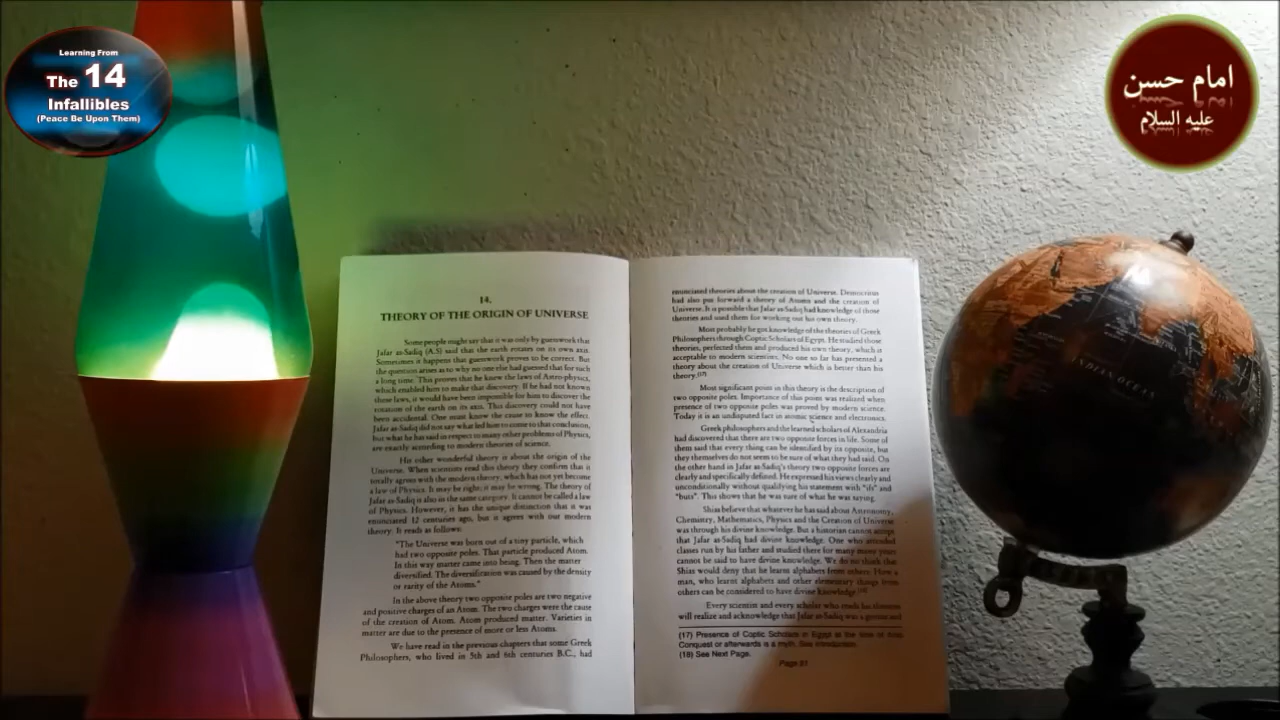 Learning From
The 14
Infallibles
(Peace Be Upon Them)
امام حسن
علیه السلام
14.
THEORY OF THE ORIGIN OF UNIVERSE
Some people might say that it was only by guesswork that
Jafar as-Sadiq (A.S) said that the earth rotates on its own axis.
Sometimes it happens that guesswork proves to be correct. But
the question arises as to why no one else had guessed that for such
a long time. This proves that he knew the laws of Astro-physics,
which enabled him to make that discovery. If he had not known
those laws, it would have been impossible for him to discover the
rotation of the earth on its axis. This discovery could not have
been accidental. One must know the cause to know the effect.
Jafar as-Sadiq did not say what led him to come to that conclusion,
but what he has said in respect to many other problems of Physics,
are exactly according to modern theories of science.
His other wonderful theory is about the origin of the
Universe. When scientists read this theory they confirm that it
totally agrees with the modern theory, which has not yet become
a law of Physics. It may be right; it may be wrong. The theory of
Jafar as-Sadiq is also in the same category. It cannot be called a law
of Physics. However, it has the unique distinction that it was
enunciated 12 centuries ago, but it agrees with our modern
theory. It reads as follows:
"The Universe was born out of a tiny particle, which
had two opposite poles. That particle produced Atom.
In this way matter came into being. Then the matter
diversified. The diversification was caused by the density
or rarity of the Atoms."
In the above theory two opposite poles are two negative
and positive charges of an Atom. The two charges were the cause
of the creation of Atom. Atom produced matter. Varieties in
matter are due to the presence of more or less Atoms.
We have read in the previous chapters that some Greek
Philosophers, who lived in 5th and 6th centuries B.C., had
enunciated theories about the creation of Universe. Democritus
had also put forward a theory of Atoms and the creation of
Universe. It is possible that Jafar as-Sadiq had knowledge of those
theories and used them for working out his own theory.
Most probably he got knowledge of the theories of Greek
Philosophers through Coptic Scholars of Egypt. He studied those
theories, perfected them and produced his own theory, which is
acceptable to modern scientists. No one so far has presented a
theory about the creation of Universe which is better than his
theory.(17)
Most significant point in this theory is the description of
two opposite poles. Importance of this point was realized when
presence of two opposite poles was proved by modern science.
Today it is an undisputed fact in atomic science and electronics.
Greek philosophers and the learned scholars of Alexandria
had discovered that there are two opposite forces in life. Some of
them said that every thing can be identified by its opposite, but
they themselves do not seem to be sure of what they had said. On
the other hand in Jafar as-Sadiq's theory two opposite forces are
clearly and specifically defined. He expressed his views clearly and
unconditionally without qualifying his statement with "ifs" and
"buts". This shows that he was sure of what he was saying.
Shias believe that whatever he has said about Astronomy,
Chemistry, Mathematics, Physics and the Creation of Universe
was through his divine knowledge. But a historian cannot accept
that Jafar as-Sadiq had divine knowledge. One who attended
classes run by his father and studied there for many more years
cannot be said to have divine knowledge. We do not think that
Shias would deny that he learnt alphabets from others. How a
man, who learnt alphabets and other elementary things from
others can be considered to have divine knowledge.(18)
Every scientist and every scholar who reads his theories
will realize and acknowledge that Jafar as-Sadiq was a genius and
(17) Presence of Coptic Scholars in Egypt at the time of Arab
Conquest or afterwards is a myth. See Introduction.
(18) See Next Page.
Page 81